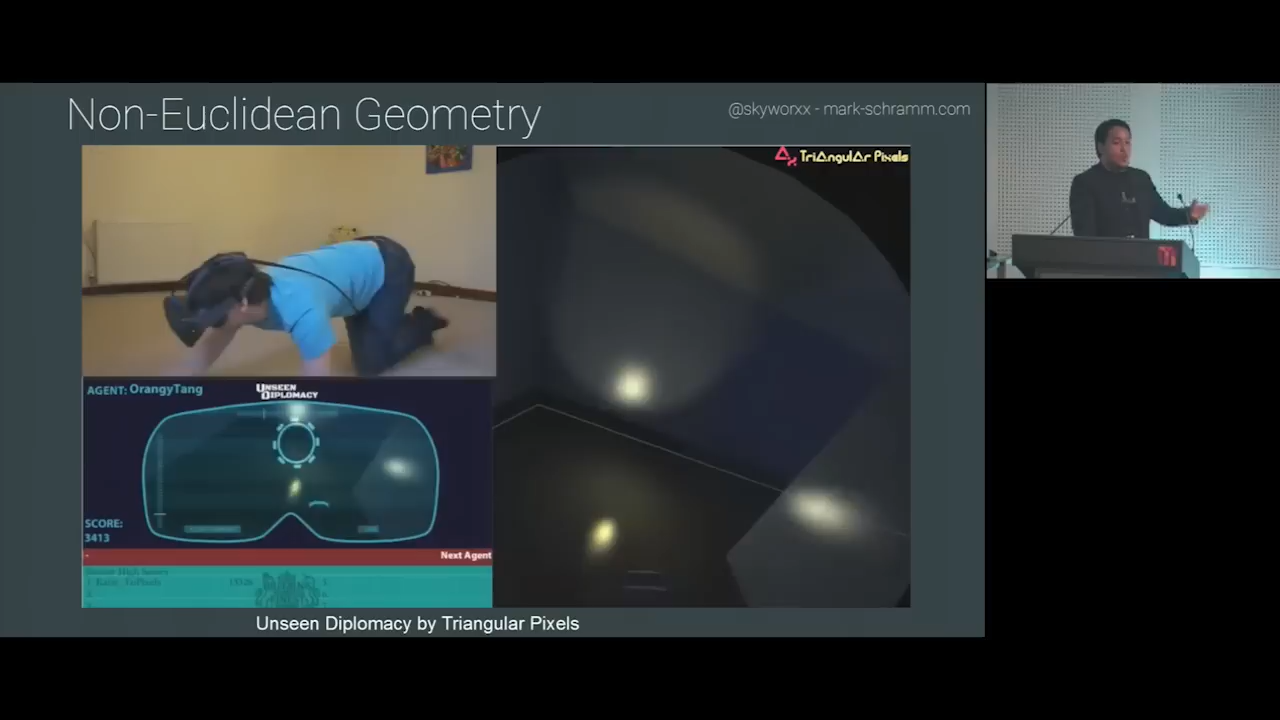 Non-Euclidean Geometry
@skyworxx - mark-schramm.com
TriAngulAr Pixels
AGENT: OrangyTang
UNSEEN
DIPLOMACY
SCORE:
3413
Next Agent
Unseen Diplomacy by Triangular Pixels